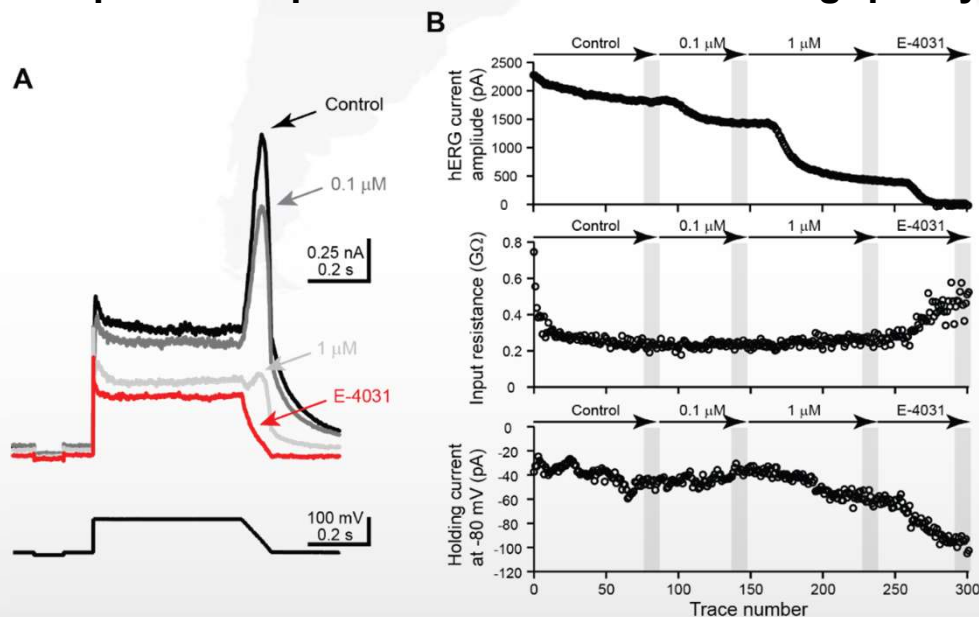 B
Control 0.1 μM 1 μM E-4031
2500
2000
1500
1000
500
0
hERG current
ampliude (pA)
A
Control
0.1 μM
0.25 nA
0.2 s
1 μM
E-4031
100 mV
0.2 s
Control 0.1 μM 1 μM E-4031
0.8
0.6
0.4
0.2
0
Input resistance (GΩ)
Control 0.1 μM 1 μM E-4031
0
-20
-40
-60
-80
-100
-120
Holding current
at -80 mV (pA)
0 50 100 150 200 250 300
Trace number